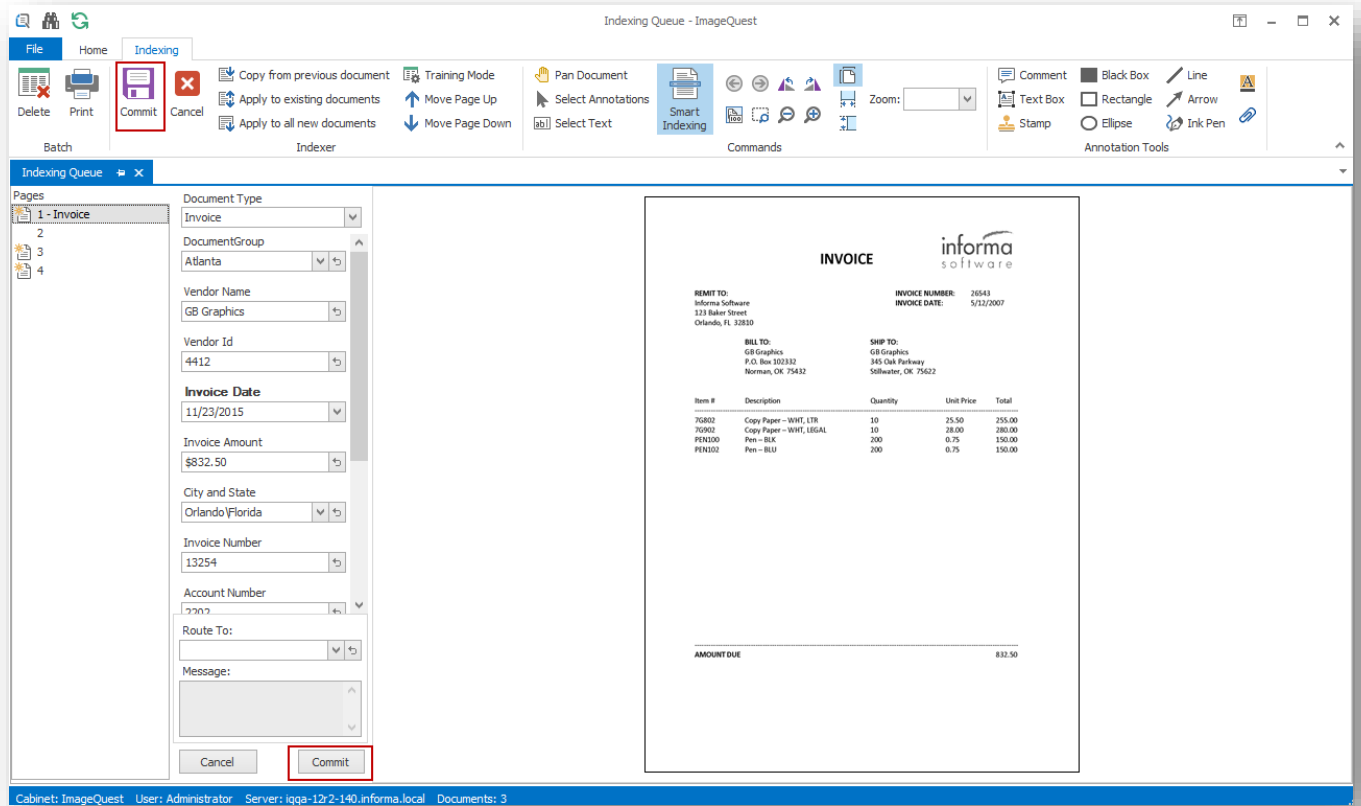 Indexing Queue - ImageQuest
File Home Indexing
Delete
Print
Commit
Cancel
Copy from previous document
Apply to existing documents
Apply to all new documents
Training Mode
Move Page Up
Move Page Down
Pan Document
Select Annotations
Select Text
Smart
Indexing
100
Zoom:
Comment
Text Box
Stamp
Black Box
Rectangle
Ellipse
Line
Arrow
Ink Pen
A
Batch Indexer Commands Annotation Tools
Indexing Queue
Pages
1 - Invoice
2
3
4
Document Type
Invoice
DocumentGroup
Atlanta
Vendor Name
GB Graphics
Vendor Id
4412
Invoice Date
11/23/2015
Invoice Amount
$832.50
City and State
Orlando\Florida
Invoice Number
13254
Account Number
2202
Route To:
Message:
Cancel Commit
INVOICE
informa
software
REMIT TO:
Informa Software
123 Baker Street
Orlando, FL 32810
INVOICE NUMBER: 26543
INVOICE DATE: 5/12/2007
BILL TO:
GB Graphics
P.O. Box 102332
Norman, OK 75432
SHIP TO:
GB Graphics
345 Oak Parkway
Stillwater, OK 75622
Item # Description Quantity Unit Price Total
7G802 Copy Paper – WHT, LTR 10 25.50 255.00
7G902 Copy Paper – WHT, LEGAL 10 28.00 280.00
PEN100 Pen – BLK 200 0.75 150.00
PEN102 Pen – BLU 200 0.75 150.00
AMOUNT DUE 832.50
Cabinet: ImageQuest User: Administrator Server: iqqa-12r2-140.informa.local Documents: 3